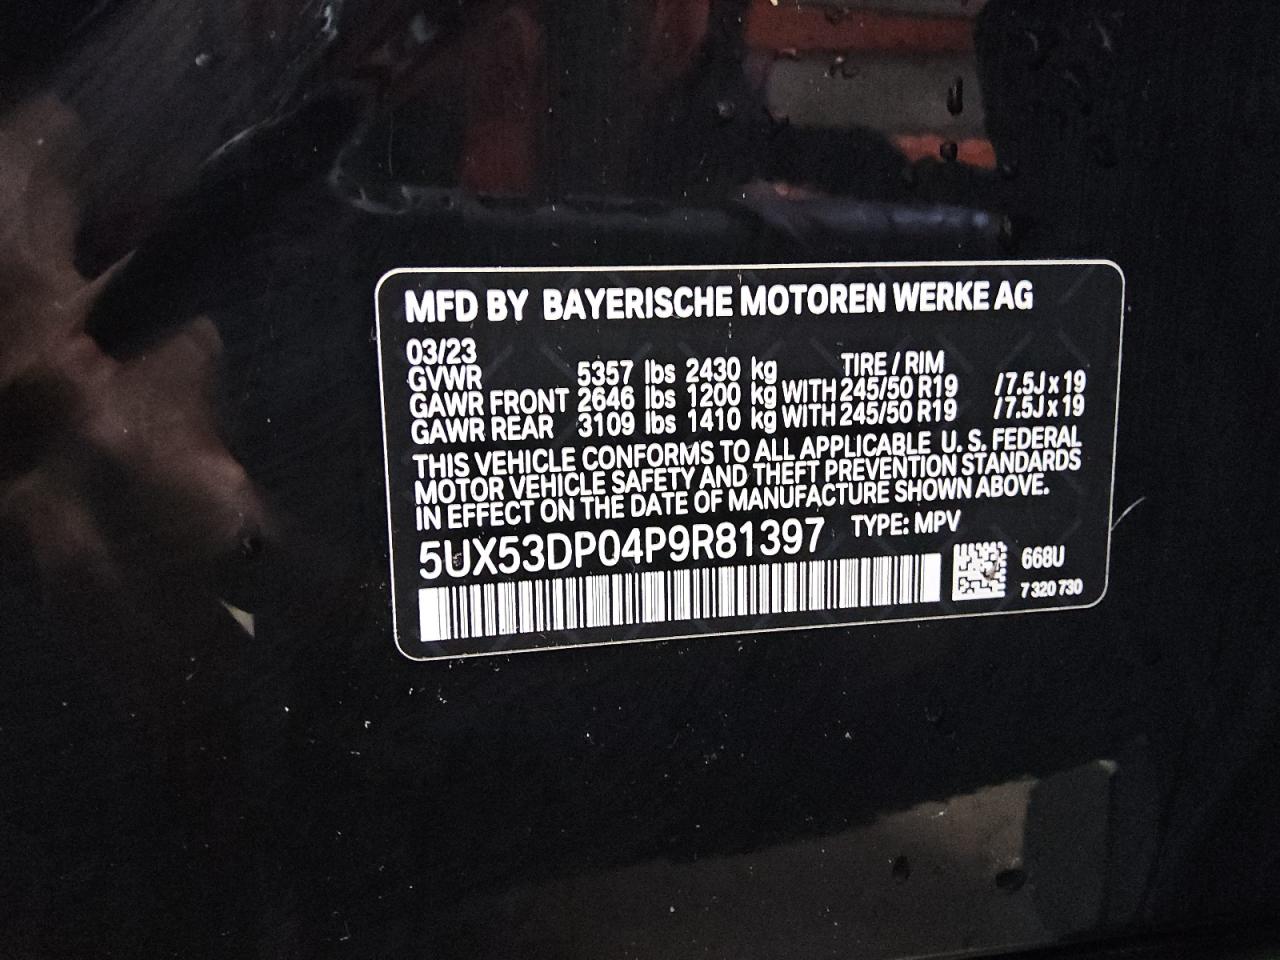 MFD BY BAYERISCHE MOTOREN WERKE AG
03/23
GVWR 5357 lbs 2430 kg TIRE / RIM
GAWR FRONT 2646 lbs 1200 kg WITH 245/50 R19 /7.5J x 19
GAWR REAR 3109 lbs 1410 kg WITH 245/50 R19 /7.5J x 19
THIS VEHICLE CONFORMS TO ALL APPLICABLE U. S. FEDERAL
MOTOR VEHICLE SAFETY AND THEFT PREVENTION STANDARDS
IN EFFECT ON THE DATE OF MANUFACTURE SHOWN ABOVE.
5UX53DP04P9R81397 TYPE: MPV
668U
7 320 730